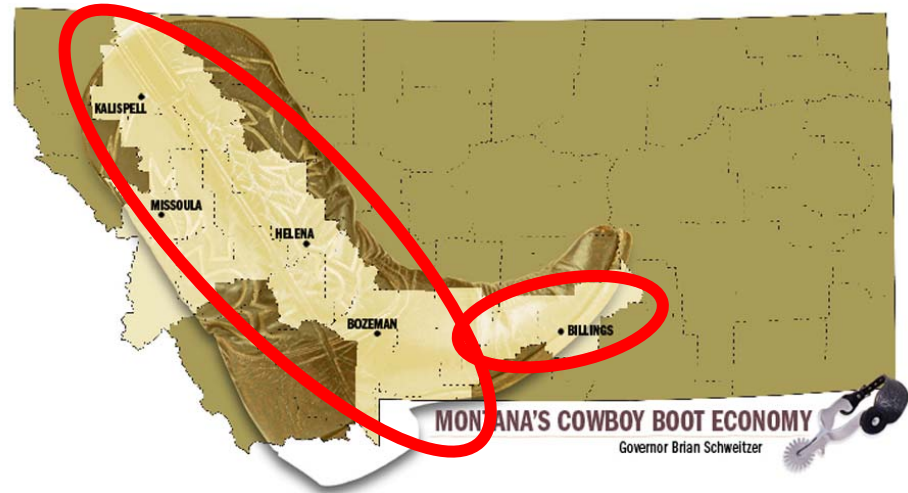 KALISPELL
MISSOULA
HELENA
BOZEMAN
BILLINGS
MONTANA'S COWBOY BOOT ECONOMY
Governor Brian Schweitzer